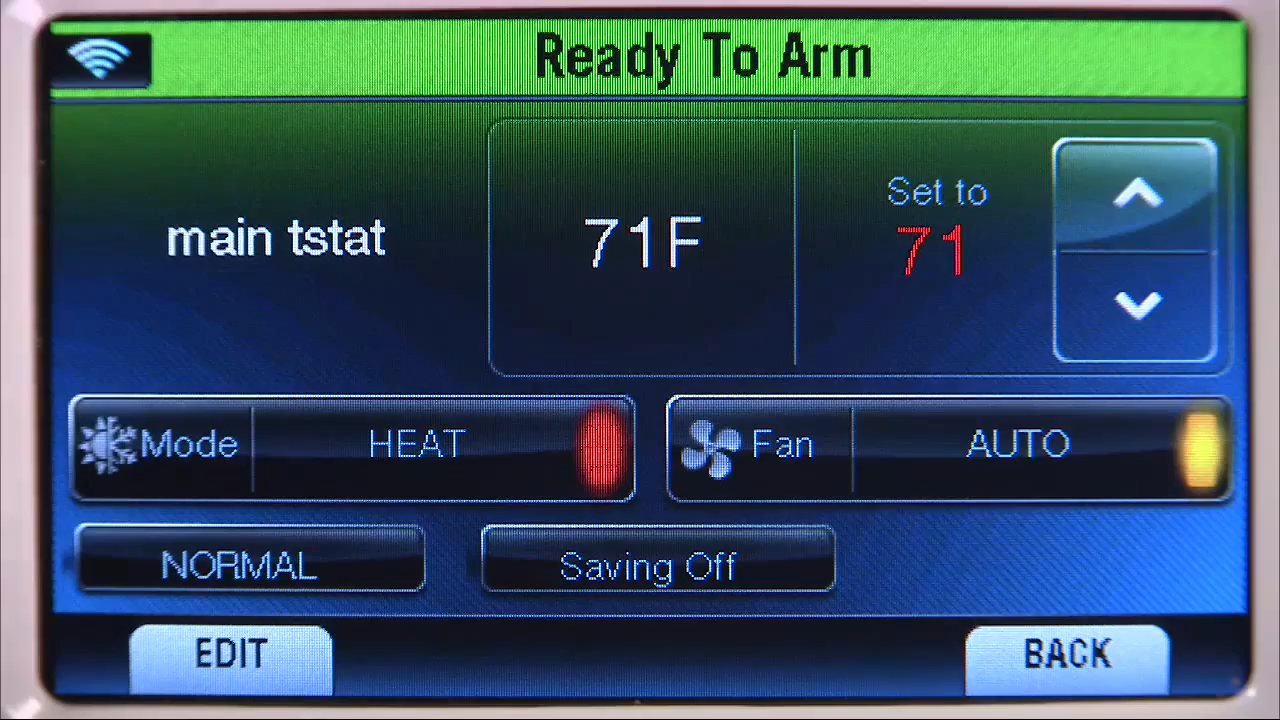 Ready To Arm
main tstat
71F
Set to
71
Mode
HEAT
Fan
AUTO
NORMAL
Saving Off
EDIT
BACK